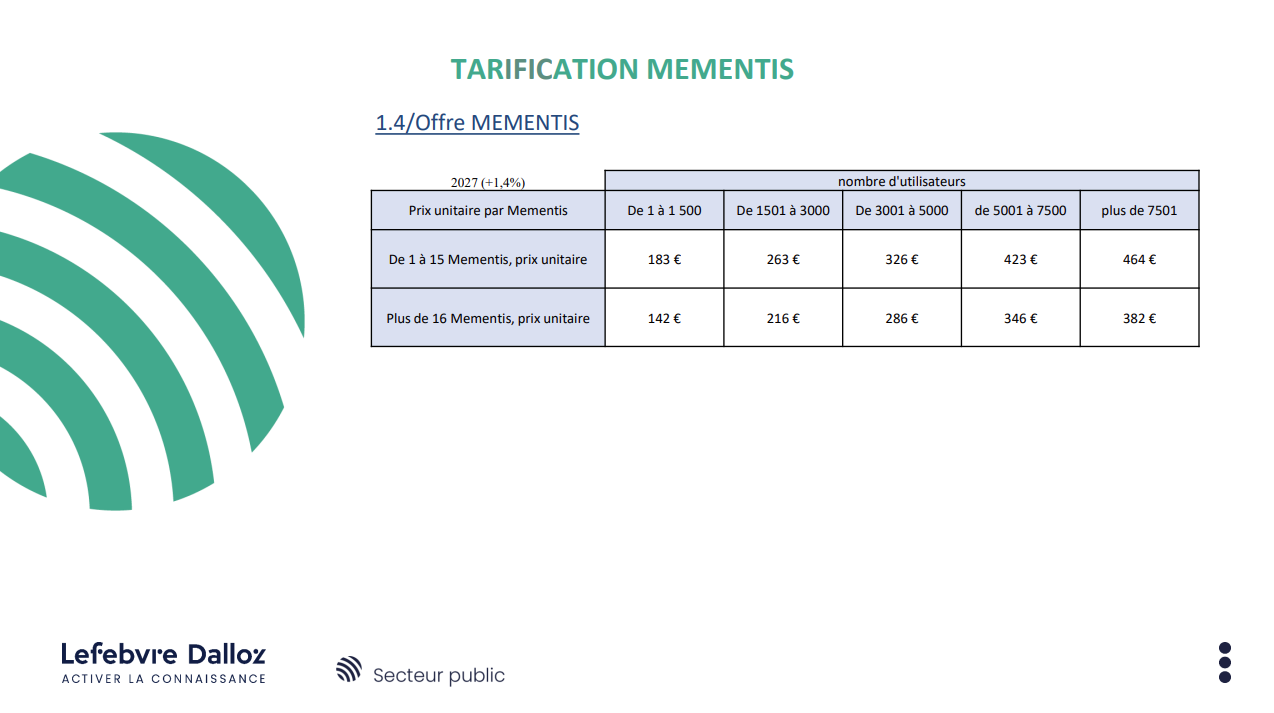 TARIFICATION MEMENTIS
1.4/Offre MEMENTIS
2027 (+1,4%) nombre d'utilisateurs
Prix unitaire par Mementis De 1 à 1 500 De 1501 à 3000 De 3001 à 5000 de 5001 à 7500 plus de 7501
De 1 à 15 Mementis, prix unitaire 183 € 263 € 326 € 423 € 464 €
Plus de 16 Mementis, prix unitaire 142 € 216 € 286 € 346 € 382 €
Lefebvre Dalloz
ACTIVER LA CONNAISSANCE
Secteur public